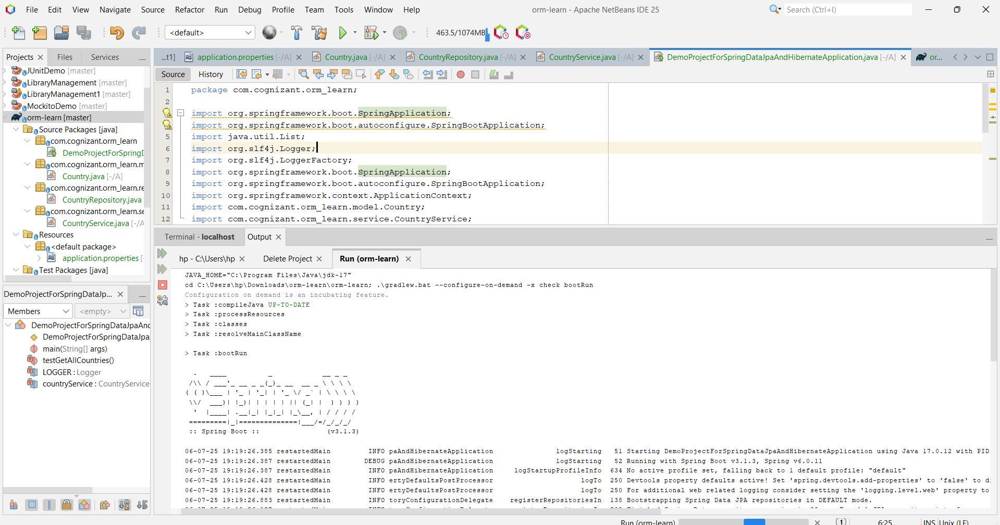 File Edit View Navigate Source Refactor Run Debug Profile Team Tools Window Help
orm-learn - Apache NetBeans IDE 25
Search (Ctrl+I)
<default>
463.5/1074MB
Projects Files Services
JUnitDemo [master]
LibraryManagement [master]
LibraryManagement1 [master]
MockitoDemo [master]
orm-learn [master]
Source Packages [java]
com.cognizant.orm_learn
DemoProjectForSpringD
com.cognizant.orm_learn.m
Country.java [-/A]
com.cognizant.orm_learn.re
CountryRepository.java
com.cognizant.orm_learn.se
CountryService.java [-/A
Resources
<default package>
application.properties [-
Test Packages [java]
DemoProjectForSpringDataJp...
Members <empty>
DemoProjectForSpringDataJpaAnd
DemoProjectForSpringDataJpa
main(String[] args)
testGetAllCountries()
LOGGER : Logger
countryService : CountryService
...t1] application.properties [-/A] Country.java [-/A] CountryRepository.java [-/A] CountryService.java [-/A] DemoProjectForSpringDataJpaAndHibernateApplication.java [-/A] or...
Source History
1 package com.cognizant.orm_learn;
2
import org.springframework.boot.SpringApplication;
import org.springframework.boot.autoconfigure.SpringBootApplication;
5 import java.util.List;
6 import org.slf4j.Logger;
7 import org.slf4j.LoggerFactory;
8 import org.springframework.boot.SpringApplication;
9 import org.springframework.boot.autoconfigure.SpringBootApplication;
10 import org.springframework.context.ApplicationContext;
11 import com.cognizant.orm_learn.model.Country;
12 import com.cognizant.orm_learn.service.CountryService;
Terminal - localhost Output
hp - C:\Users\hp Delete Project Run (orm-learn)
JAVA_HOME="C:\Program Files\Java\jdk-17"
cd C:\Users\hp\Downloads\orm-learn\orm-learn; .\gradlew.bat --configure-on-demand -x check bootRun
Configuration on demand is an incubating feature.
> Task :compileJava UP-TO-DATE
> Task :processResources
> Task :classes
> Task :resolveMainClassName
> Task :bootRun
:: Spring Boot :: (v3.1.3)
06-07-25 19:19:26.385 restartedMain INFO paAndHibernateApplication logStarting 51 Starting DemoProjectForSpringDataJpaAndHibernateApplication using Java 17.0.12 with PID
06-07-25 19:19:26.387 restartedMain DEBUG paAndHibernateApplication logStarting 52 Running with Spring Boot v3.1.3, Spring v6.0.11
06-07-25 19:19:26.387 restartedMain INFO paAndHibernateApplication logStartupProfileInfo 634 No active profile set, falling back to 1 default profile: "default"
06-07-25 19:19:26.428 restartedMain INFO ertyDefaultsPostProcessor logTo 250 Devtools property defaults active! Set 'spring.devtools.add-properties' to 'false' to d
06-07-25 19:19:26.428 restartedMain INFO ertyDefaultsPostProcessor logTo 250 For additional web related logging consider setting the 'logging.level.web' property to
06-07-25 19:19:26.883 restartedMain INFO toryConfigurationDelegate registerRepositoriesIn 138 Bootstrapping Spring Data JPA repositories in DEFAULT mode.
Run (orm-learn) 1 6:25 INS Unix (LF)